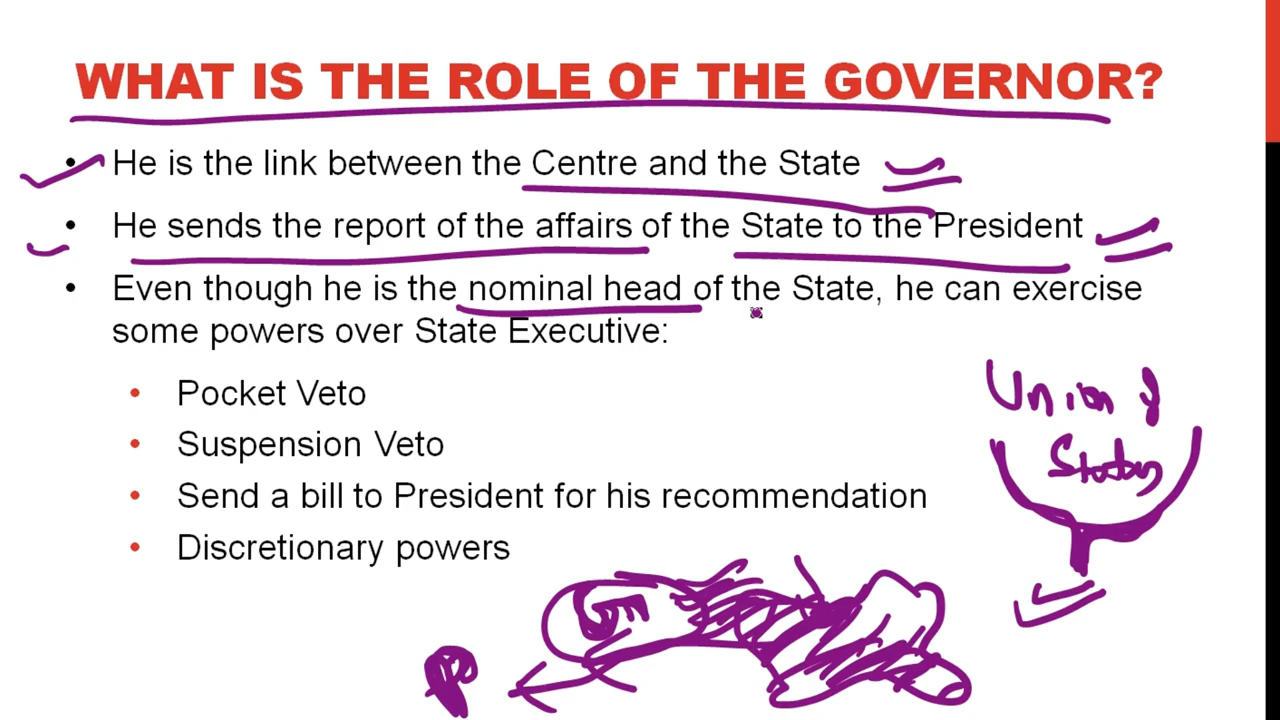 WHAT IS THE ROLE OF THE GOVERNOR?
• He is the link between the Centre and the State
• He sends the report of the affairs of the State to the President
• Even though he is the nominal head of the State, he can exercise
some powers over State Executive:
• Pocket Veto
• Suspension Veto
• Send a bill to President for his recommendation
• Discretionary powers
Union of
States
P